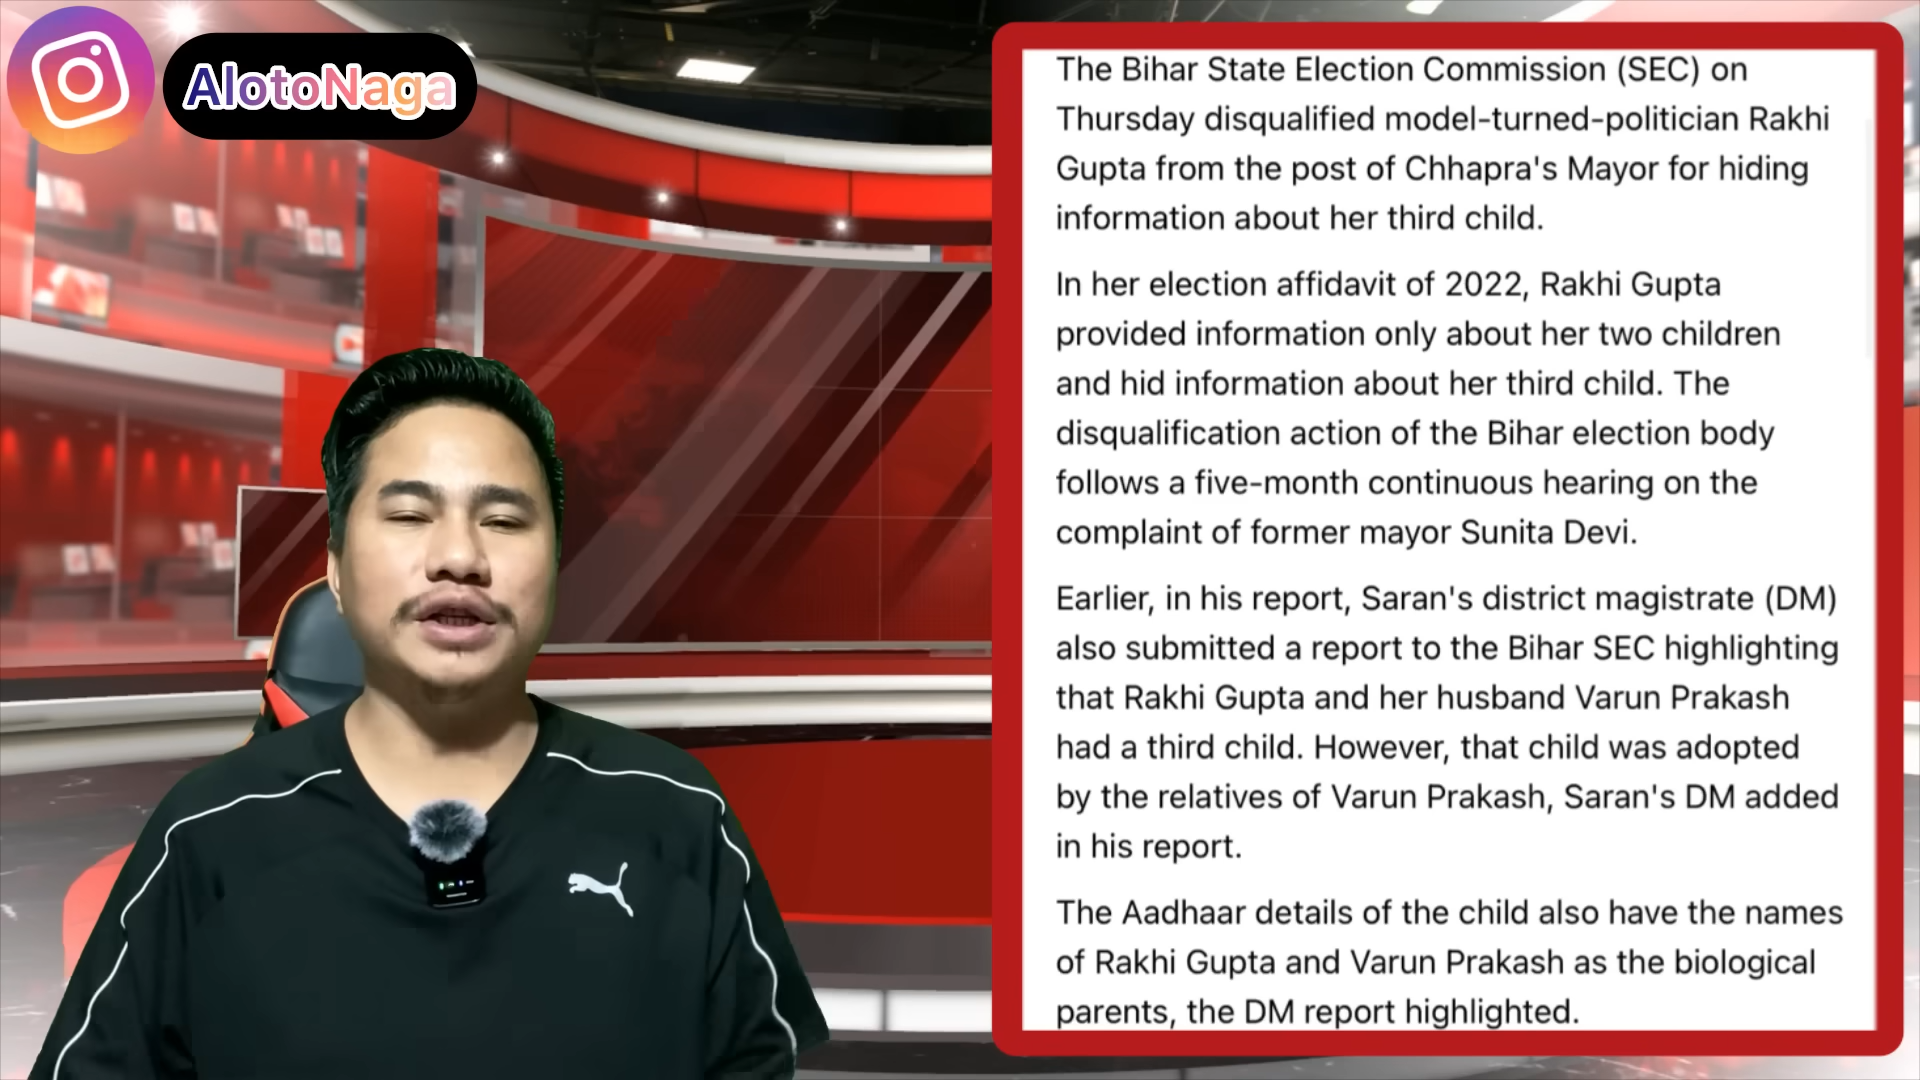 AlotoNaga
The Bihar State Election Commission (SEC) on
Thursday disqualified model-turned-politician Rakhi
Gupta from the post of Chhapra's Mayor for hiding
information about her third child.
In her election affidavit of 2022, Rakhi Gupta
provided information only about her two children
and hid information about her third child. The
disqualification action of the Bihar election body
follows a five-month continuous hearing on the
complaint of former mayor Sunita Devi.
Earlier, in his report, Saran's district magistrate (DM)
also submitted a report to the Bihar SEC highlighting
that Rakhi Gupta and her husband Varun Prakash
had a third child. However, that child was adopted
by the relatives of Varun Prakash, Saran's DM added
in his report.
The Aadhaar details of the child also have the names
of Rakhi Gupta and Varun Prakash as the biological
parents, the DM report highlighted.